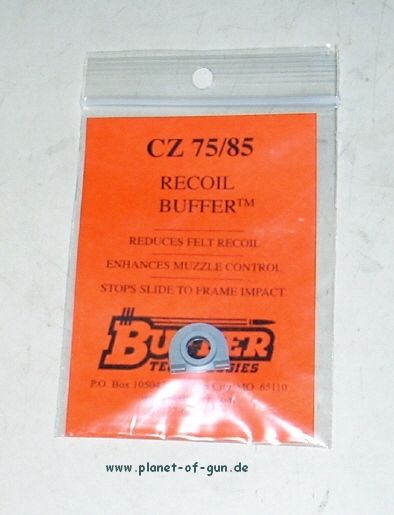 CZ 75/85
RECOIL
BUFFER™
REDUCES FELT RECOIL
ENHANCES MUZZLE CONTROL
STOPS SLIDE TO FRAME IMPACT
BUFFER
P.O. Box City, MO 65110
www.planet-of-gun.de